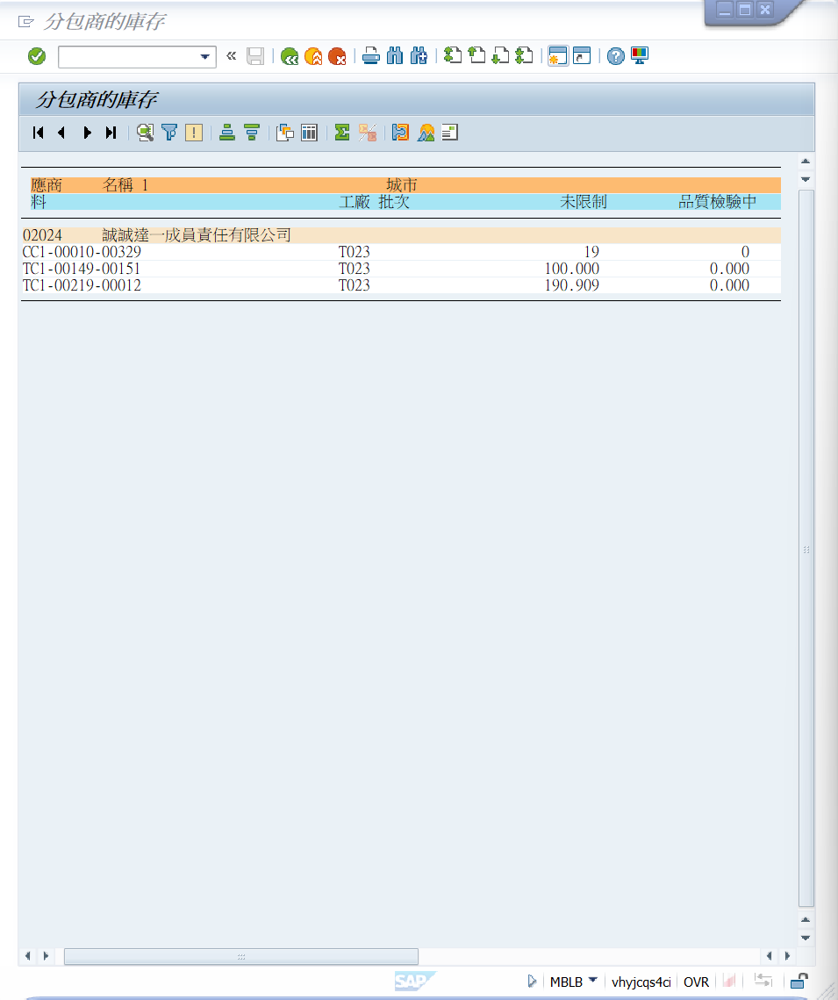 分包商的庫存
分包商的庫存
應商 名稱 1 城市
料 工廠 批次 未限制 品質檢驗中
02024 誠誠達一成員責任有限公司
CC1-00010-00329 T023 19 0
TC1-00149-00151 T023 100.000 0.000
TC1-00219-00012 T023 190.909 0.000
SAP MBLB vhyjcqs4ci OVR